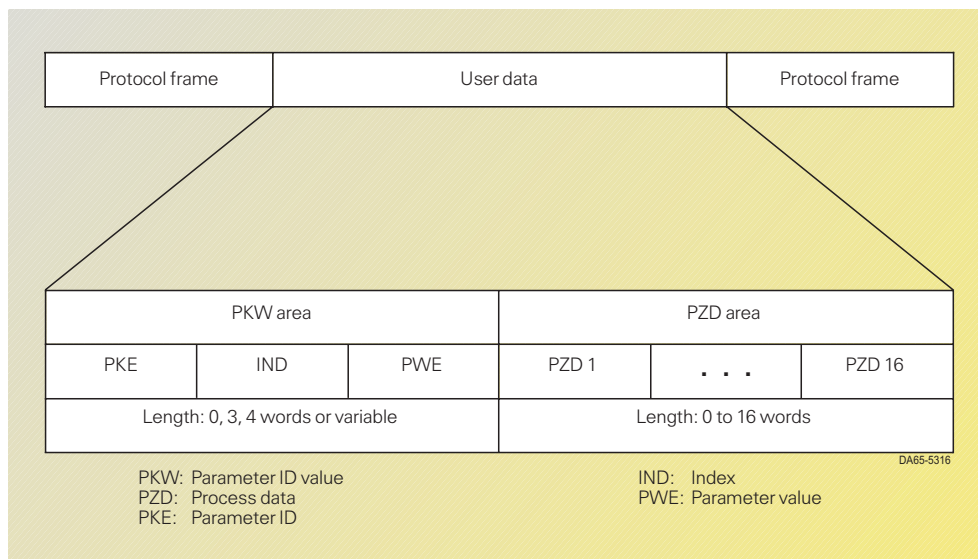 Protocol frame User data Protocol frame
PKW area PZD area
PKE IND PWE PZD 1 . . . PZD 16
Length: 0, 3, 4 words or variable Length: 0 to 16 words
DA65-5316
PKW: Parameter ID value
PZD: Process data
PKE: Parameter ID
IND: Index
PWE: Parameter value